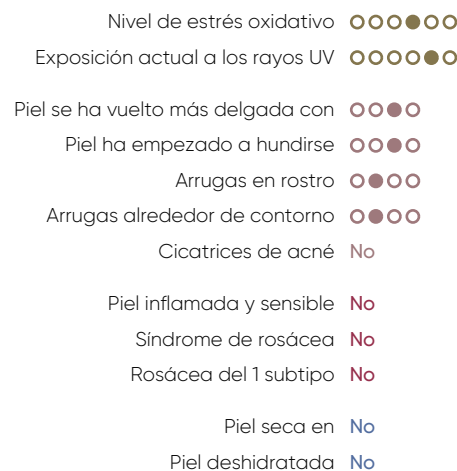 Nivel de estrés oxidativo
Exposición actual a los rayos UV
Piel se ha vuelto más delgada con
Piel ha empezado a hundirse
Arrugas en rostro
Arrugas alrededor de contorno
Cicatrices de acné No
Piel inflamada y sensible No
Síndrome de rosácea No
Rosácea del 1 subtipo No
Piel seca en No
Piel deshidratada No